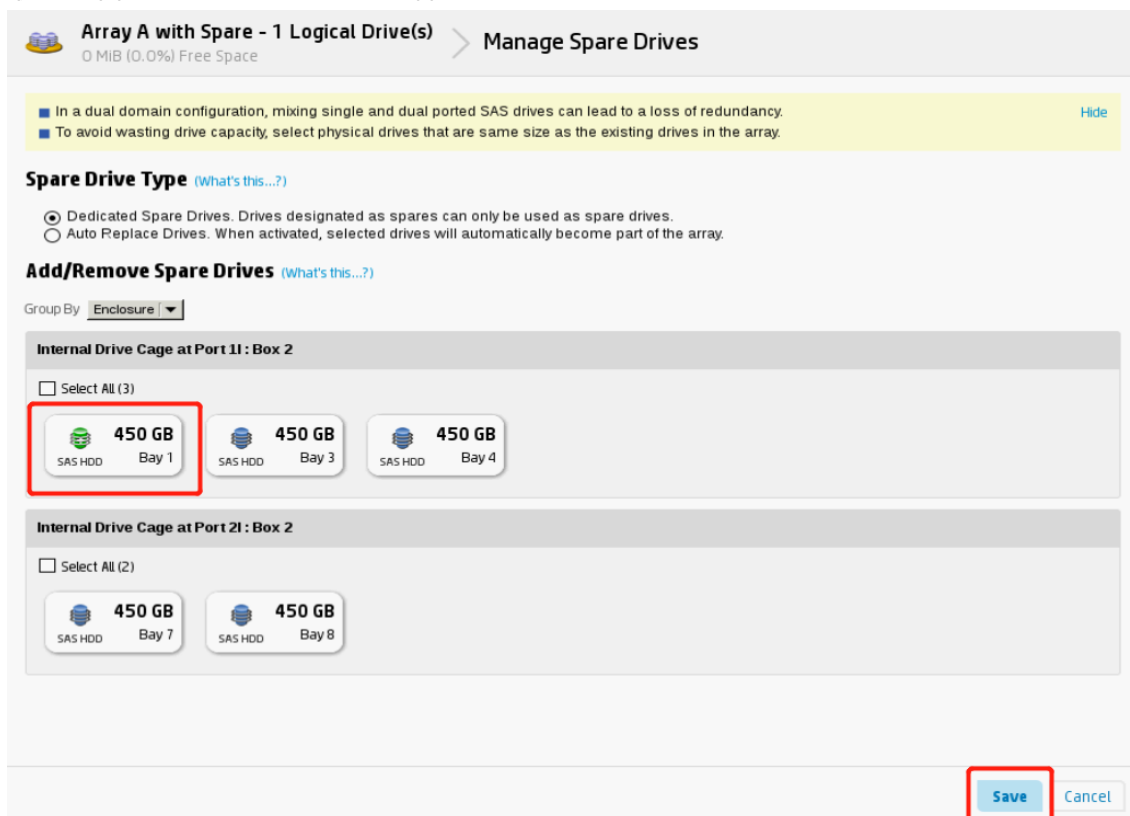 Array A with Spare - 1 Logical Drive(s)
0 MiB (0.0%) Free Space
Manage Spare Drives
In a dual domain configuration, mixing single and dual ported SAS drives can lead to a loss of redundancy.
Hide
To avoid wasting drive capacity, select physical drives that are same size as the existing drives in the array.
Spare Drive Type (What's this...?)
Dedicated Spare Drives. Drives designated as spares can only be used as spare drives.
Auto Replace Drives. When activated, selected drives will automatically become part of the array.
Add/Remove Spare Drives (What's this...?)
Group By Enclosure
Internal Drive Cage at Port 1I : Box 2
Select All (3)
450 GB 450 GB 450 GB
SAS HDD Bay 1 SAS HDD Bay 3 SAS HDD Bay 4
Internal Drive Cage at Port 2I : Box 2
Select All (2)
450 GB 450 GB
SAS HDD Bay 7 SAS HDD Bay 8
Save Cancel